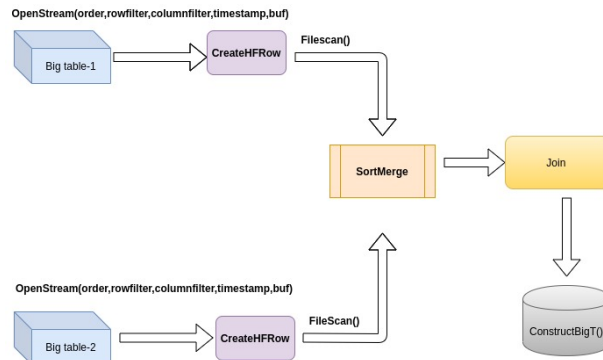 OpenStream(order,rowfilter,columnfilter,timestamp,buf)
Big table-1
CreateHFRow
Filescan()
SortMerge
Join
OpenStream(order,rowfilter,columnfilter,timestamp,buf)
Big table-2
CreateHFRow
FileScan()
ConstructBigT()